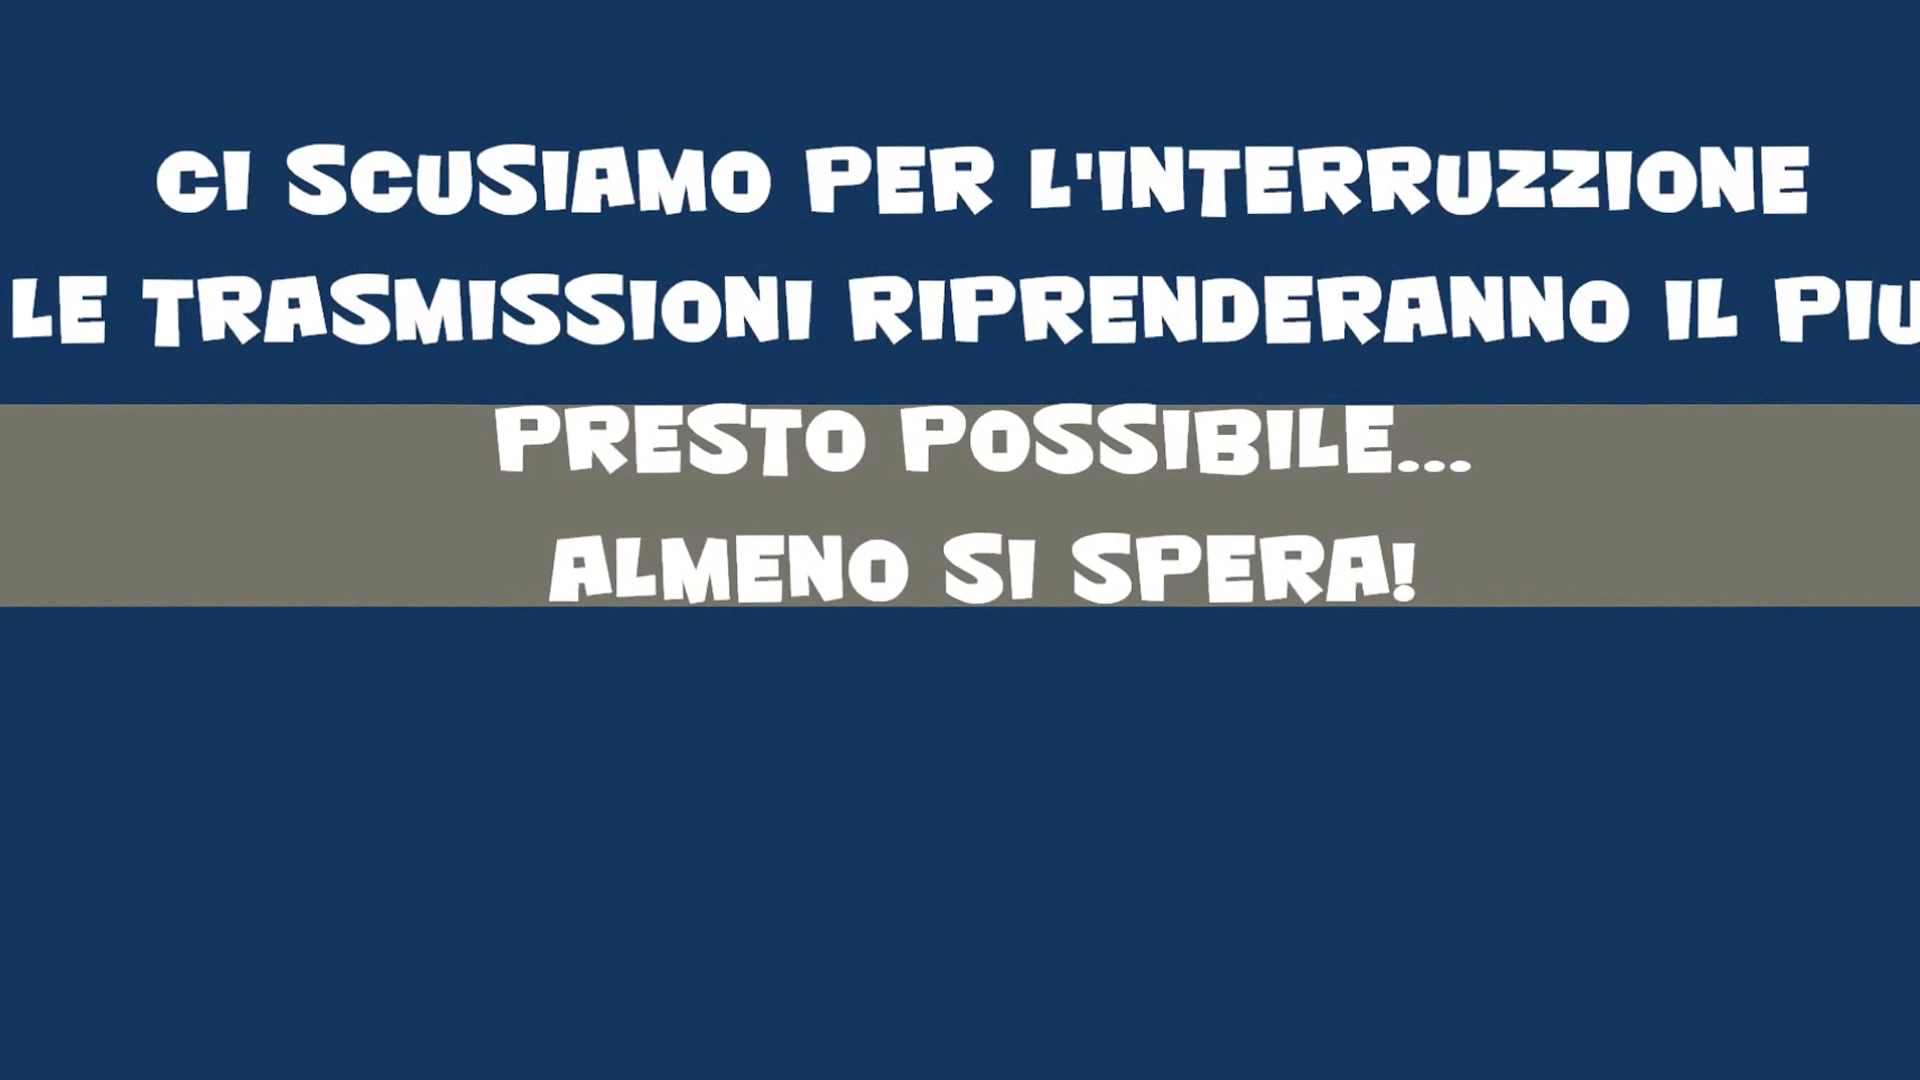 CI SCUSIAMO PER L'INTERRUZZIONE
LE TRASMISSIONI RIPRENDERANNO IL PIU
PRESTO POSSIBILE...
ALMENO SI SPERA!